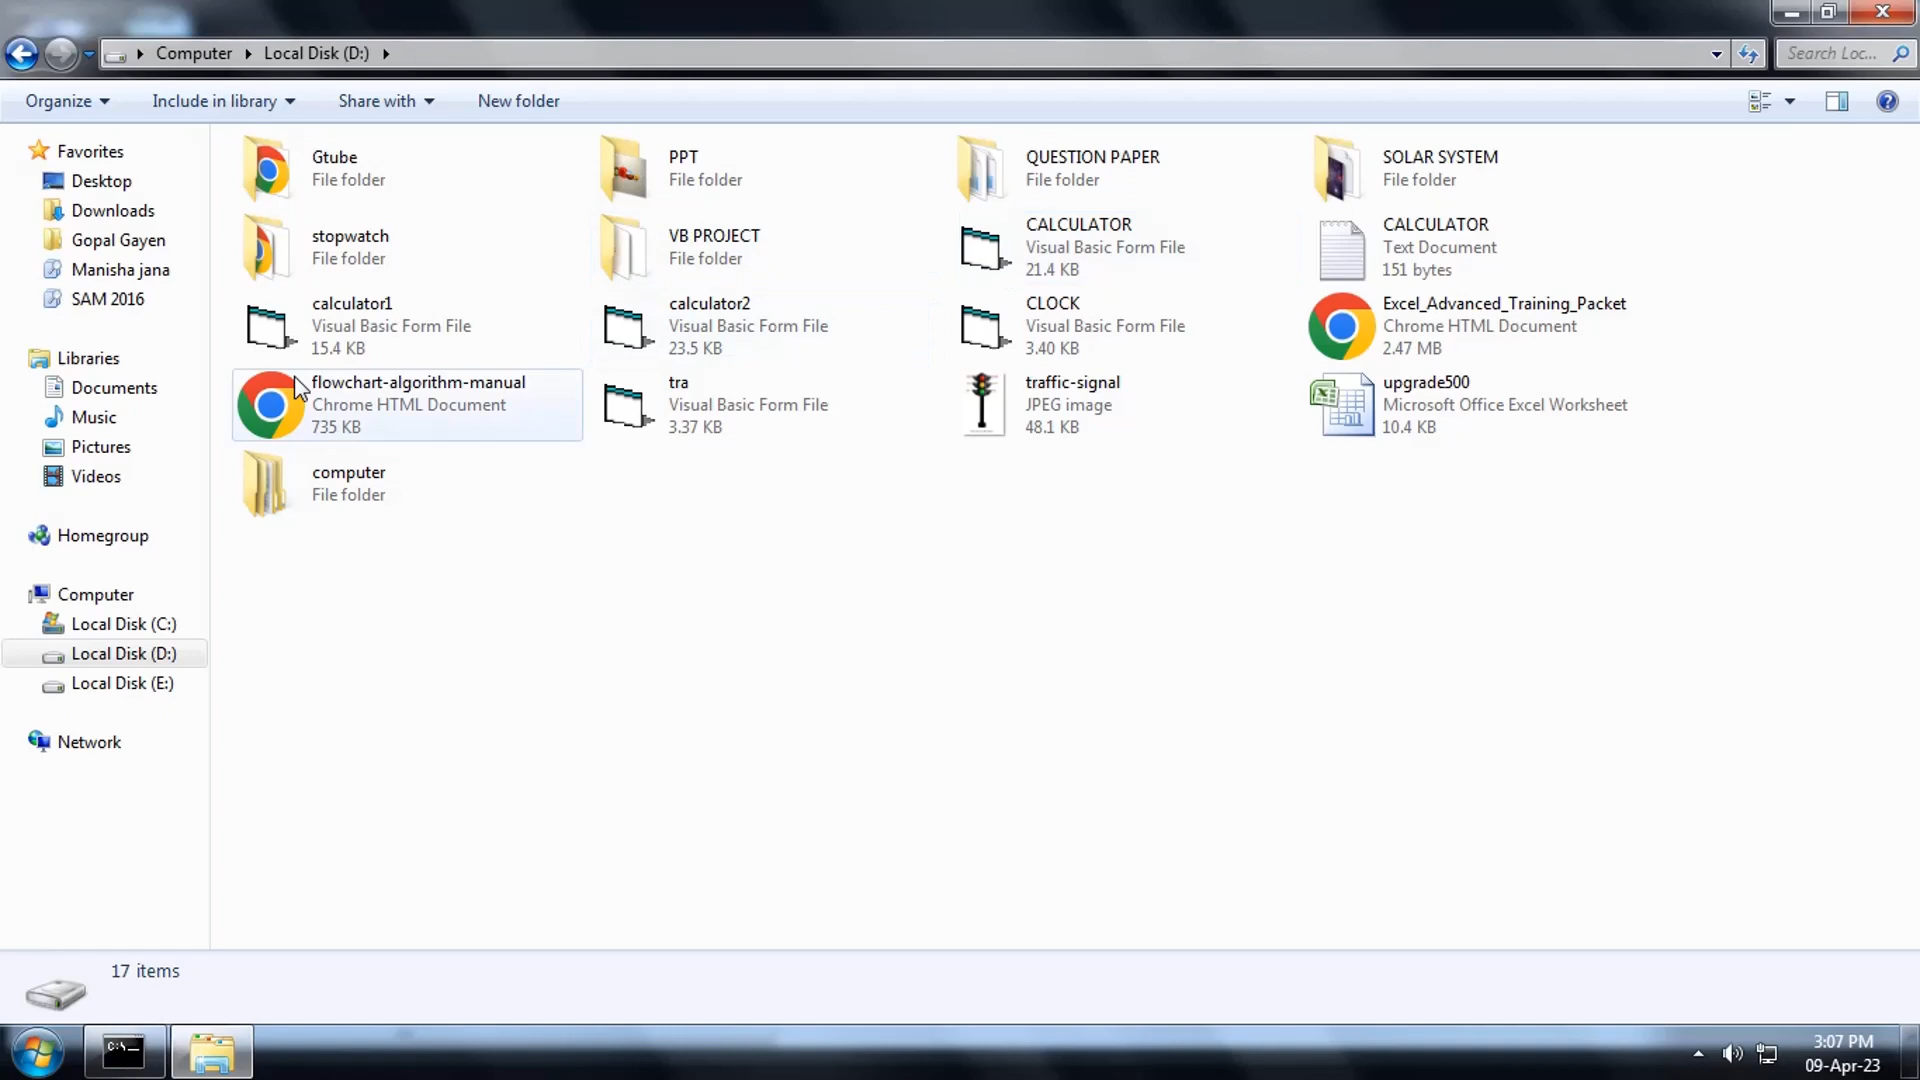 Computer Local Disk (D:)
Search Loc...
Organize Include in library Share with New folder
Favorites
Desktop
Downloads
Gopal Gayen
Manisha jana
SAM 2016
Libraries
Documents
Music
Pictures
Videos
Homegroup
Computer
Local Disk (C:)
Local Disk (D:)
Local Disk (E:)
Network
Gtube
File folder
PPT
File folder
QUESTION PAPER
File folder
SOLAR SYSTEM
File folder
stopwatch
File folder
VB PROJECT
File folder
CALCULATOR
Visual Basic Form File
21.4 KB
CALCULATOR
Text Document
151 bytes
calculator1
Visual Basic Form File
15.4 KB
calculator2
Visual Basic Form File
23.5 KB
CLOCK
Visual Basic Form File
3.40 KB
Excel_Advanced_Training_Packet
Chrome HTML Document
2.47 MB
flowchart-algorithm-manual
Chrome HTML Document
735 KB
tra
Visual Basic Form File
3.37 KB
traffic-signal
JPEG image
48.1 KB
upgrade500
Microsoft Office Excel Worksheet
10.4 KB
computer
File folder
17 items
C:\_
3:07 PM
09-Apr-23